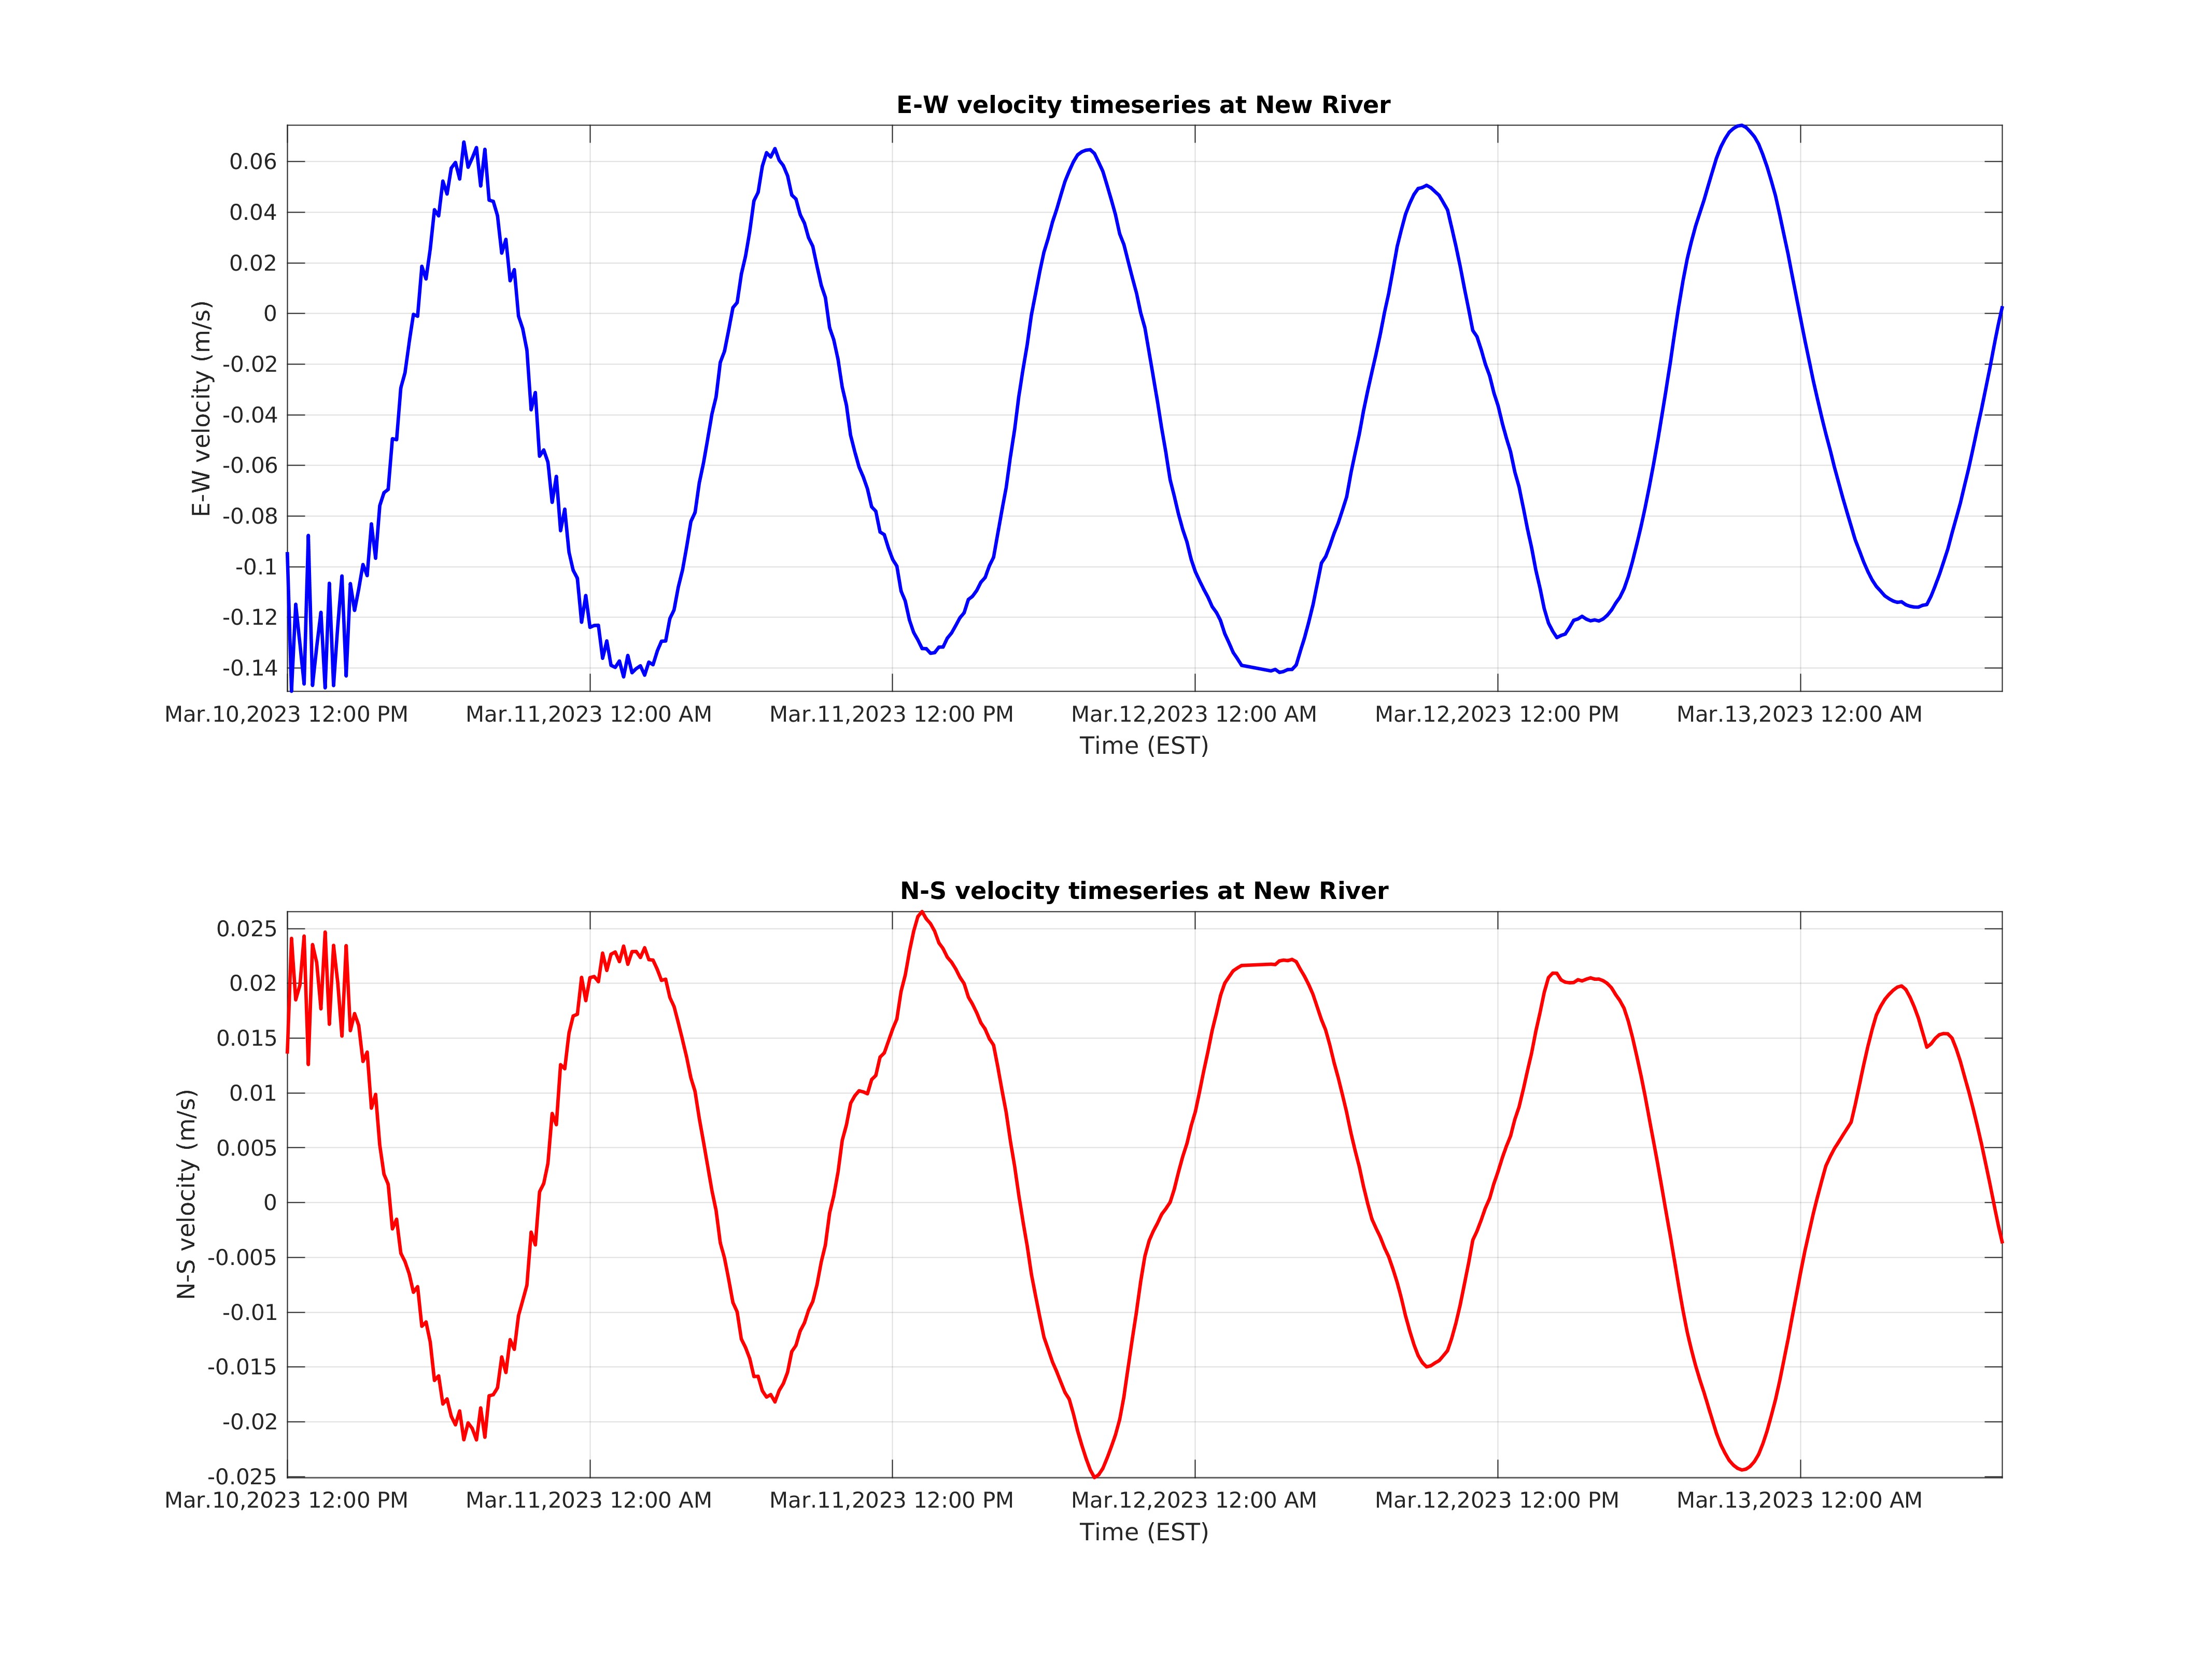 E-W velocity timeseries at New River
E-W velocity (m/s)
0.06
0.04
0.02
0
-0.02
-0.04
-0.06
-0.08
-0.1
-0.12
-0.14
Mar.10,2023 12:00 PM Mar.11,2023 12:00 AM Mar.11,2023 12:00 PM Mar.12,2023 12:00 AM Mar.12,2023 12:00 PM Mar.13,2023 12:00 AM
Time (EST)
N-S velocity timeseries at New River
N-S velocity (m/s)
0.025
0.02
0.015
0.01
0.005
0
-0.005
-0.01
-0.015
-0.02
-0.025
Mar.10,2023 12:00 PM Mar.11,2023 12:00 AM Mar.11,2023 12:00 PM Mar.12,2023 12:00 AM Mar.12,2023 12:00 PM Mar.13,2023 12:00 AM
Time (EST)